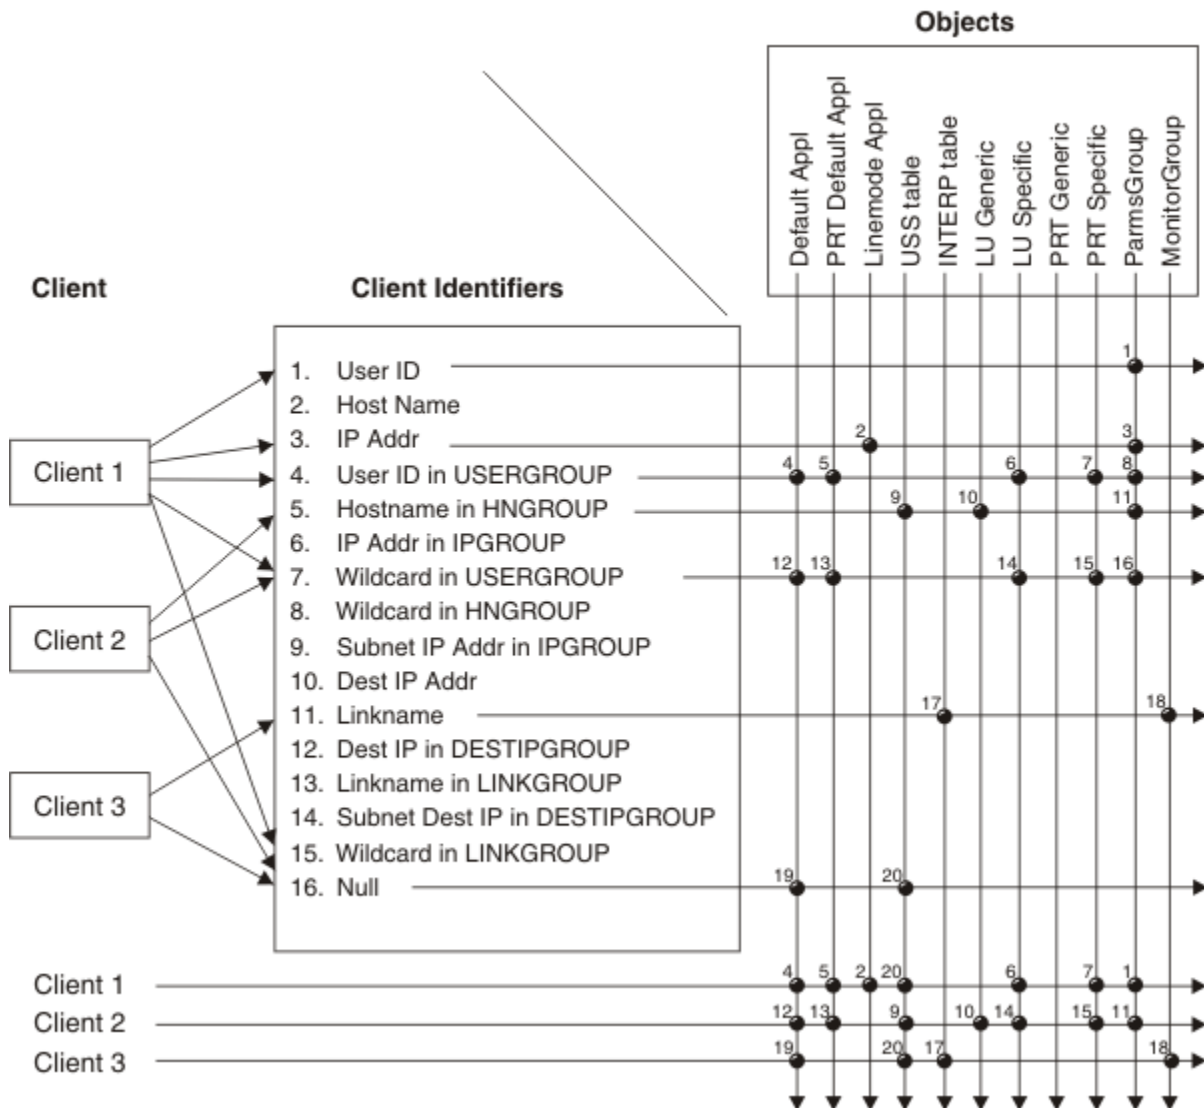 Objects
Default Appl
PRT Default Appl
Linemode Appl
USS table
INTERP table
LU Generic
LU Specific
PRT Generic
PRT Specific
ParmsGroup
MonitorGroup
Client
Client Identifiers
Client 1
Client 2
Client 3
1. User ID
2. Host Name
3. IP Addr
4. User ID in USERGROUP
5. Hostname in HNGROUP
6. IP Addr in IPGROUP
7. Wildcard in USERGROUP
8. Wildcard in HNGROUP
9. Subnet IP Addr in IPGROUP
10. Dest IP Addr
11. Linkname
12. Dest IP in DESTIPGROUP
13. Linkname in LINKGROUP
14. Subnet Dest IP in DESTIPGROUP
15. Wildcard in LINKGROUP
16. Null
1
2 3
4 5 6 7 8
9 10 11
12 13 14 15 16
17 18
19 20
Client 1 4 5 2 20 6 7 1
Client 2 12 13 9 10 14 15 11
Client 3 19 20 17 18